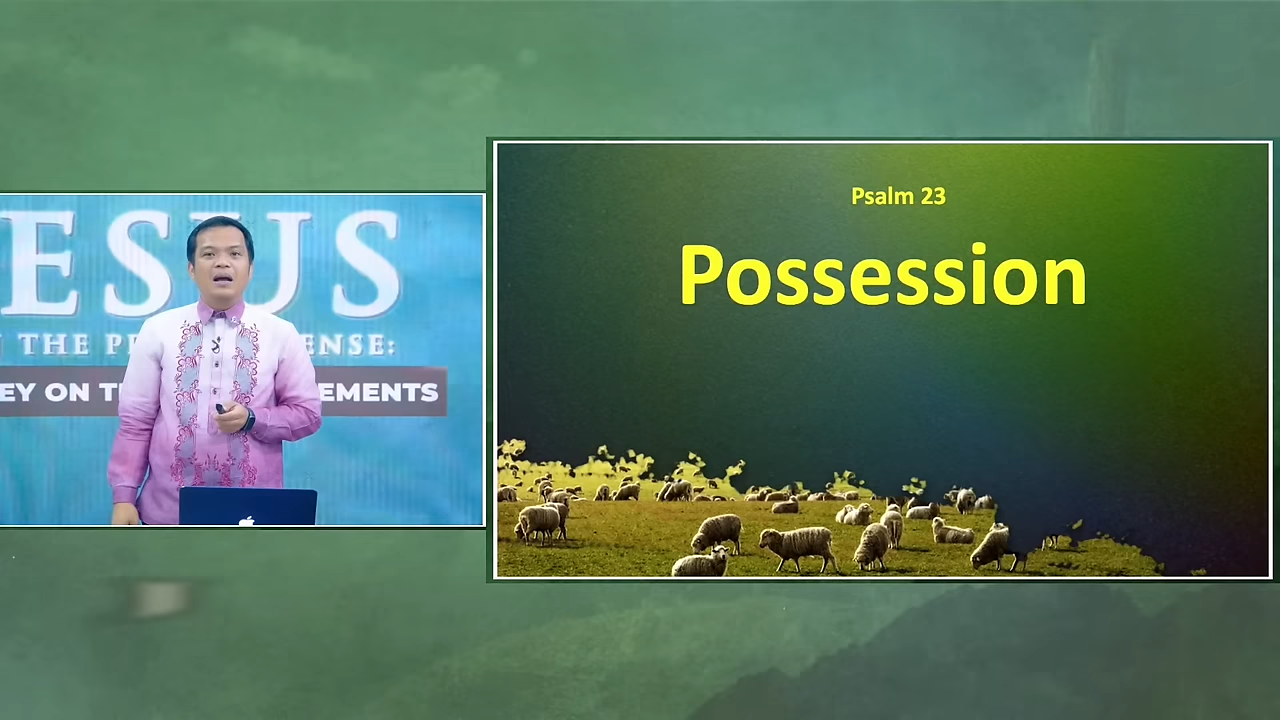 ESUS
THE P ENSE:
EY ON T EMENTS
Psalm 23
Possession